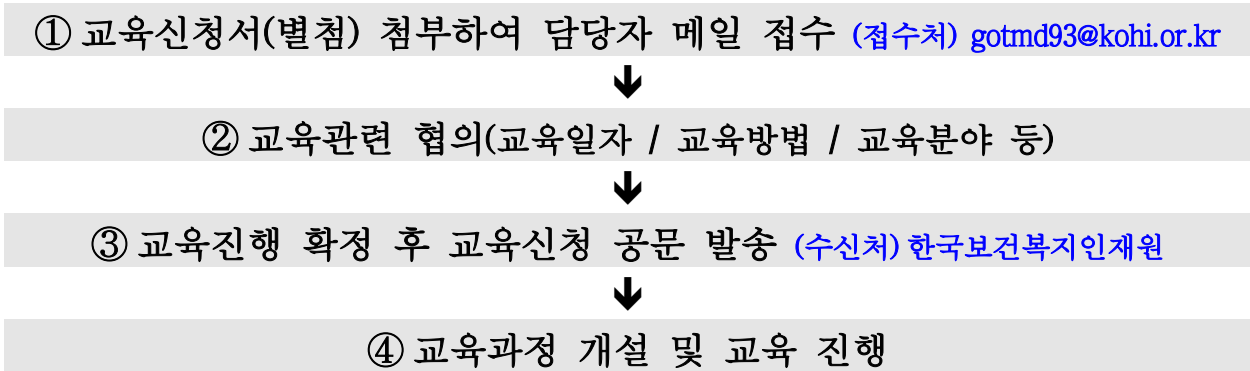 ① 교육신청서(별첨) 첨부하여 담당자 메일 접수 (접수처) gotmd93@kohi.or.kr
② 교육관련 협의(교육일자 / 교육방법 / 교육분야 등)
③ 교육진행 확정 후 교육신청 공문 발송 (수신처) 한국보건복지인재원
④ 교육과정 개설 및 교육 진행